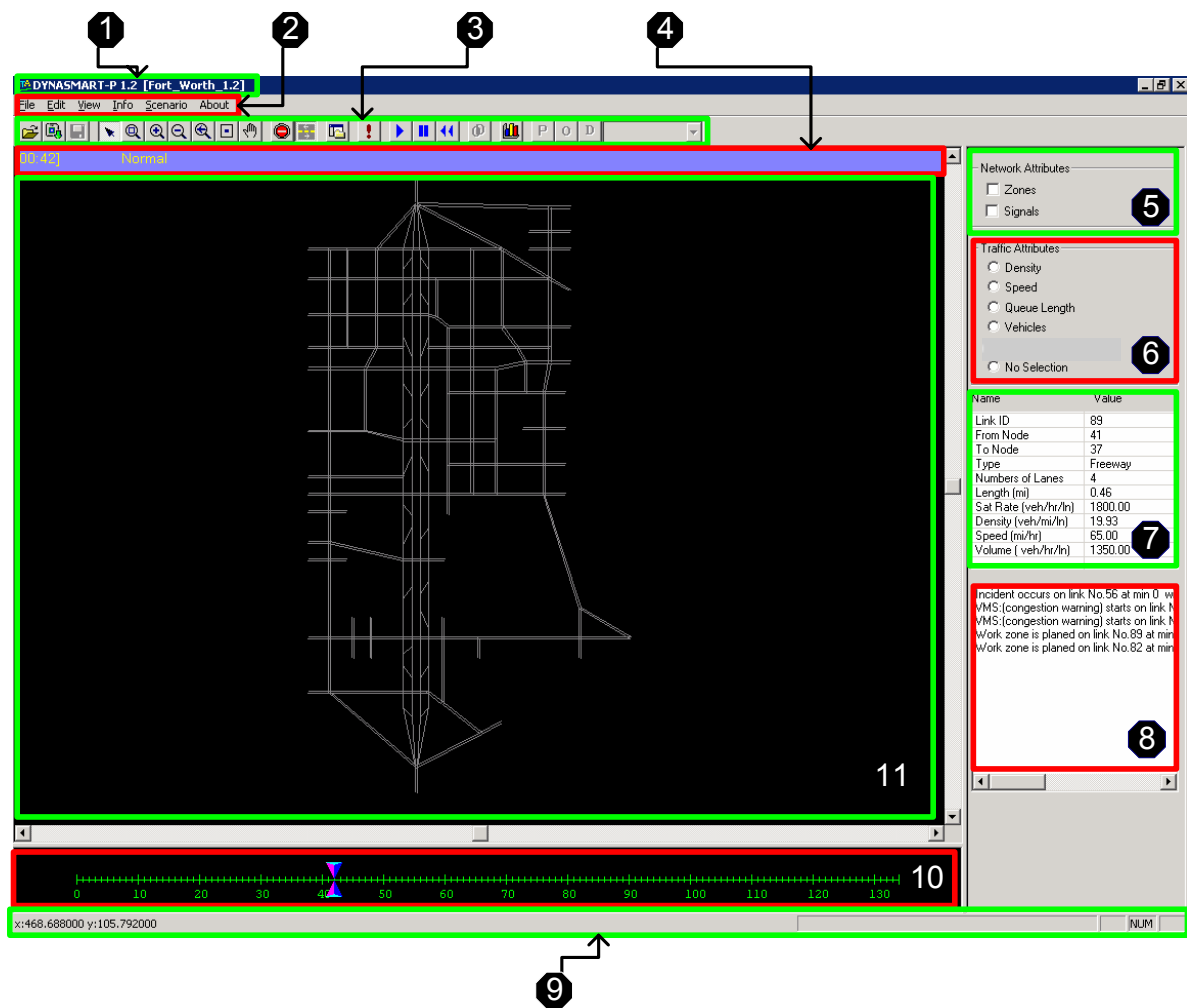 1
2
3
4
DYNASMART-P 1.2 [Fort_Worth_1.2]
File Edit View Info Scenario About
P O D
00:42] Normal
Network Attributes
Zones
Signals
5
Traffic Attributes
Density
Speed
Queue Length
Vehicles
No Selection
6
Name Value
Link ID 89
From Node 41
To Node 37
Type Freeway
Numbers of Lanes 4
Length (mi) 0.46
Sat Rate (veh/hr/ln) 1800.00
Density (veh/mi/ln) 19.93
Speed (mi/hr) 65.00
Volume ( veh/hr/ln) 1350.00
7
Incident occurs on link No.56 at min 0 w
VMS:(congestion warning) starts on link N
VMS:(congestion warning) starts on link N
Work zone is planed on link No.89 at min
Work zone is planed on link No.82 at min
8
11
0 10 20 30 40 50 60 70 80 90 100 110 120 130
10
x:468.688000 y:105.792000
NUM
9